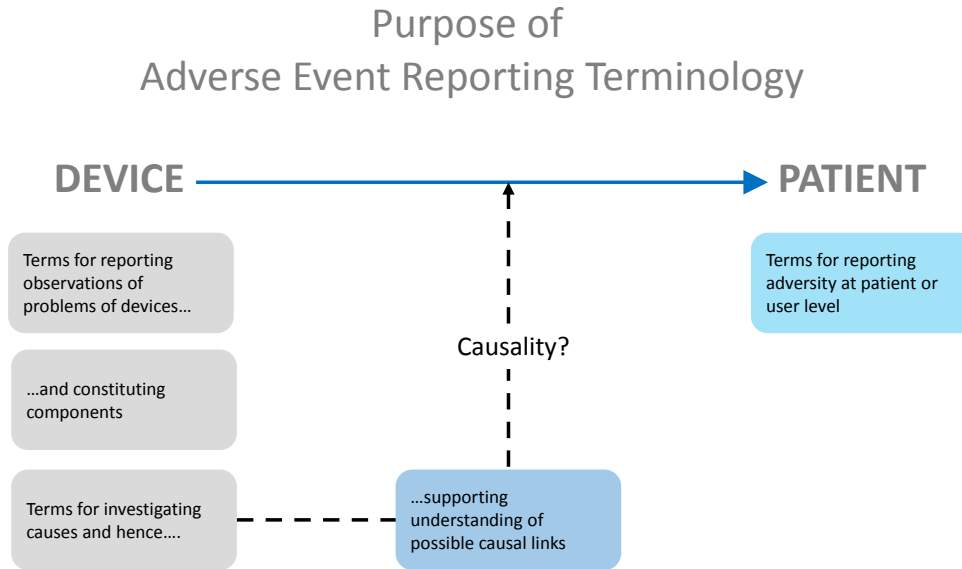 Purpose of
Adverse Event Reporting Terminology
DEVICE
PATIENT
Terms for reporting
observations of
problems of devices…
Terms for reporting
adversity at patient or
user level
Causality?
…and constituting
components
Terms for investigating
causes and hence….
…supporting
understanding of
possible causal links